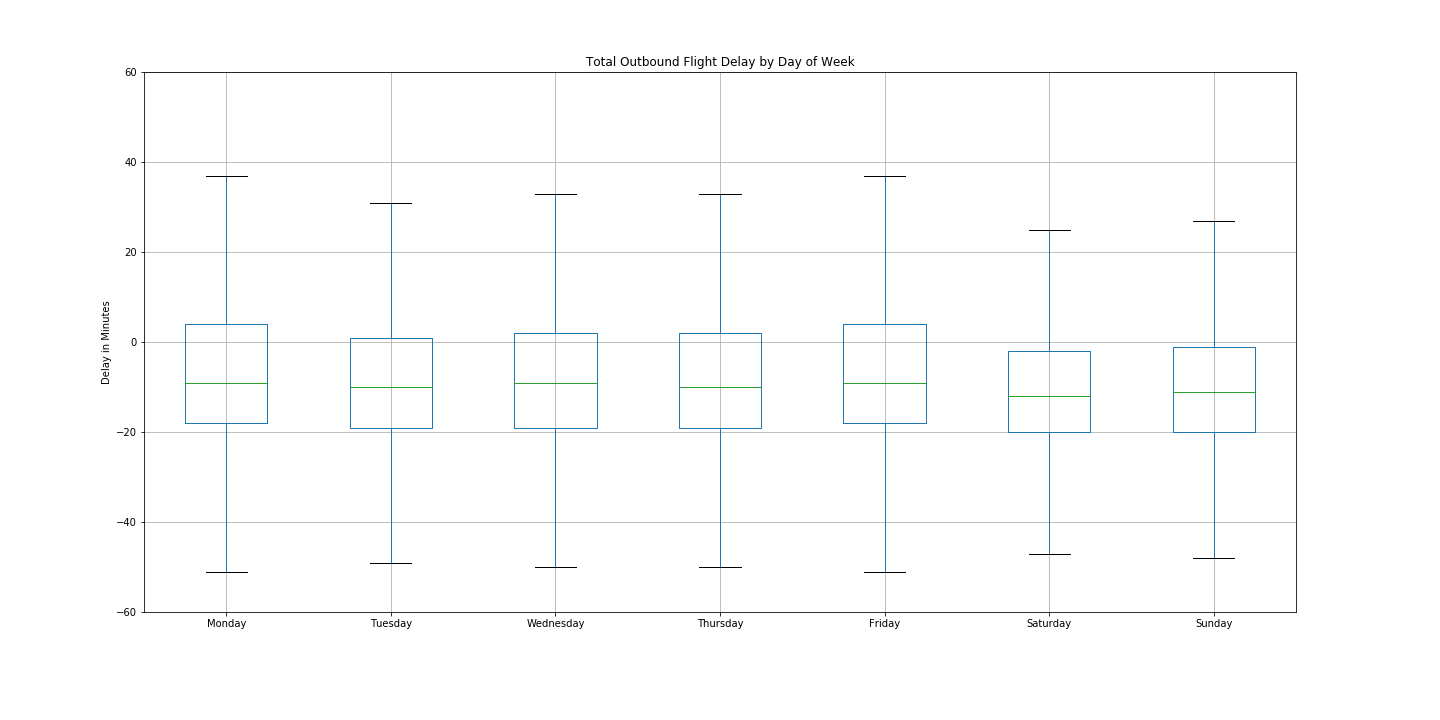 Total Outbound Flight Delay by Day of Week
60
40
20
0
−20
−40
−60
Delay in Minutes
Monday Tuesday Wednesday Thursday Friday Saturday Sunday